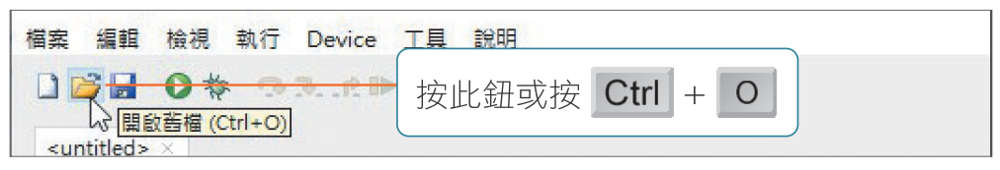 檔案 編輯 檢視 執行 Device 工具 說明
按此鈕或按 Ctrl + O
開啟舊檔 (Ctrl+O)
<untitled> ×